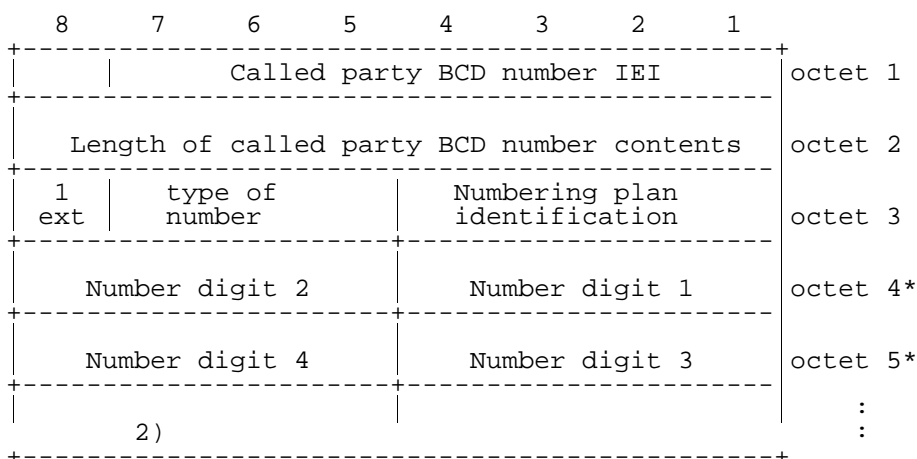 8 7 6 5 4 3 2 1
Called party BCD number IEI octet 1
Length of called party BCD number contents octet 2
1 type of Numbering plan
ext number identification octet 3
Number digit 2 Number digit 1 octet 4*
Number digit 4 Number digit 3 octet 5*
:
2) :